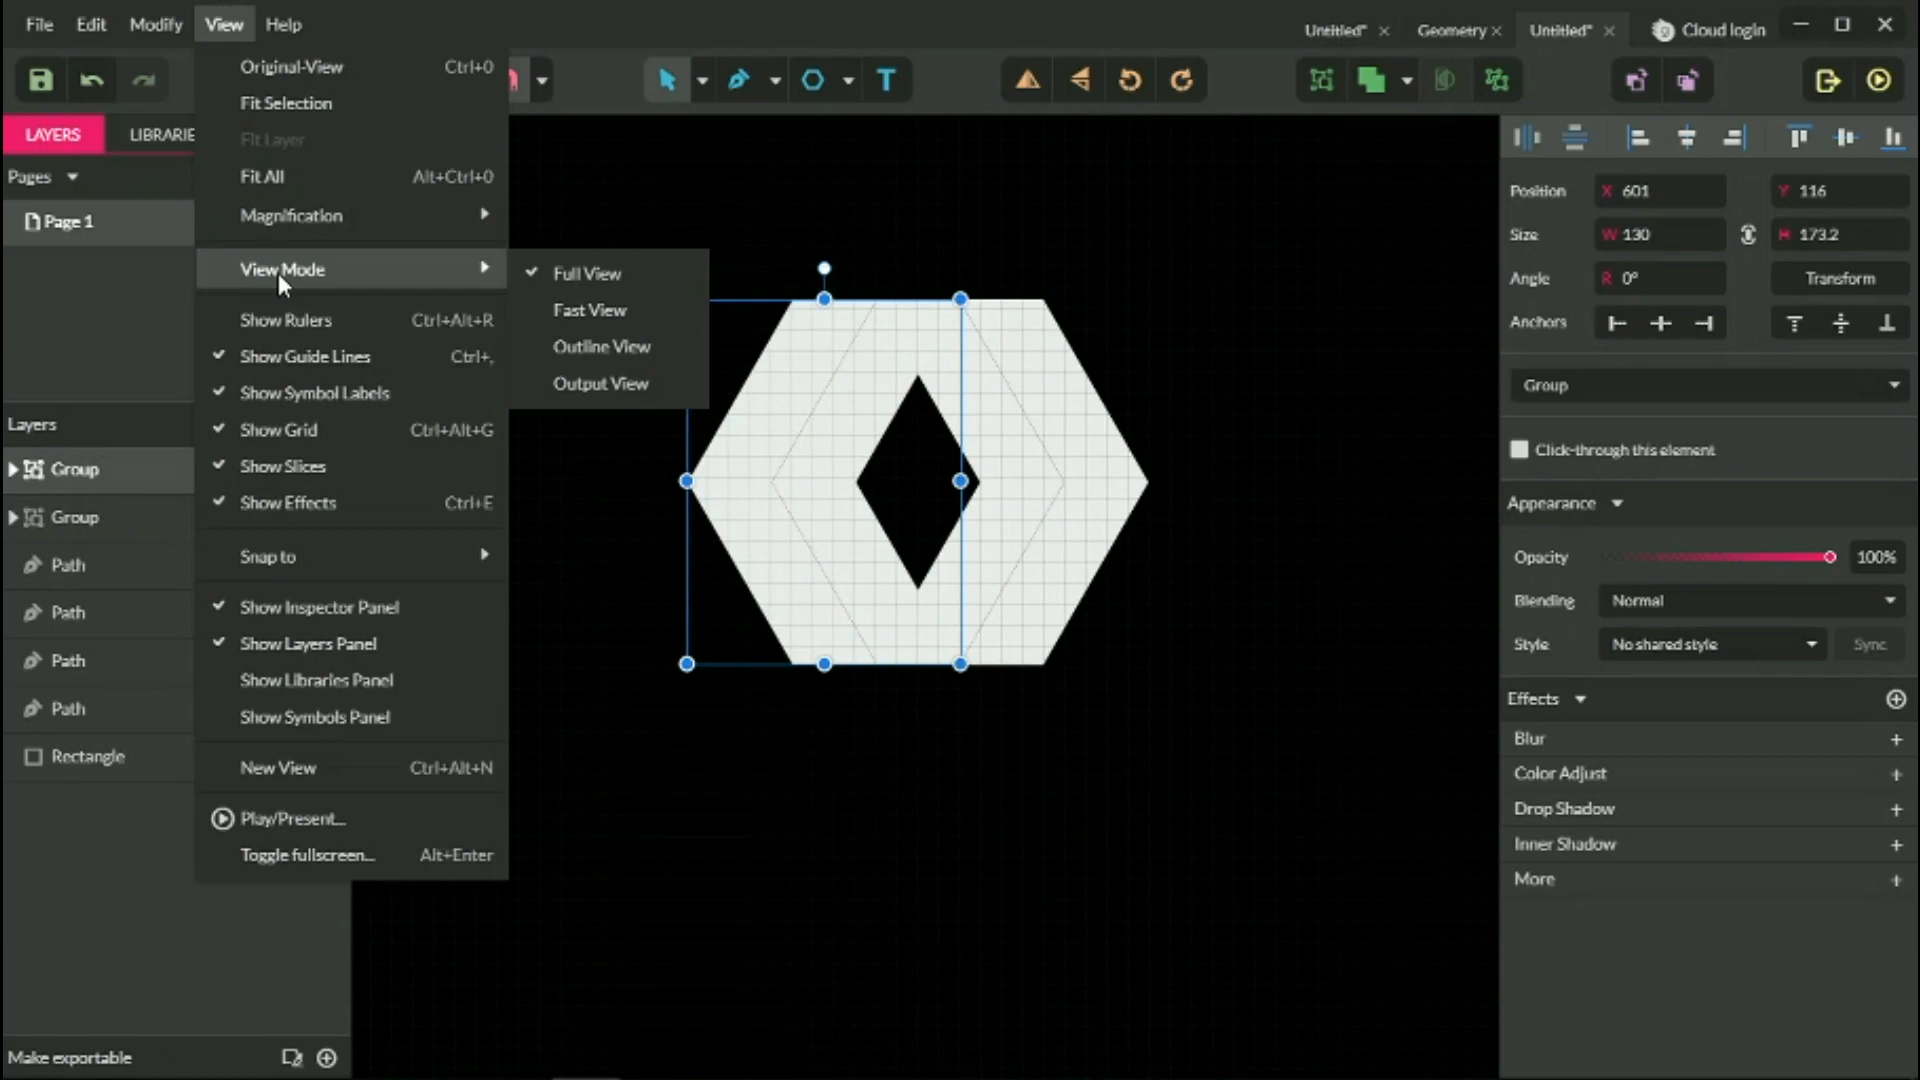 File Edit Modify View Help
Untitled* Geometry Untitled* Cloud login
LAYERS LIBRARIE
Pages
Page 1
Layers
Group
Group
Path
Path
Path
Path
Rectangle
Make exportable
Original-View Ctrl+0
Fit Selection
Fit Layer
Fit All Alt+Ctrl+0
Magnification
View Mode
Show Rulers Ctrl+Alt+R
Show Guide Lines Ctrl+,
Show Symbol Labels
Show Grid Ctrl+Alt+G
Show Slices
Show Effects Ctrl+E
Snap to
Show Inspector Panel
Show Layers Panel
Show Libraries Panel
Show Symbols Panel
New View Ctrl+Alt+N
Play/Present...
Toggle fullscreen... Alt+Enter
Full View
Fast View
Outline View
Output View
Position X 601 Y 116
Size W 130 H 173.2
Angle R 0° Transform
Anchors
Group
Click-through this element
Appearance
Opacity 100%
Blending Normal
Style No shared style Sync
Effects
Blur
Color Adjust
Drop Shadow
Inner Shadow
More